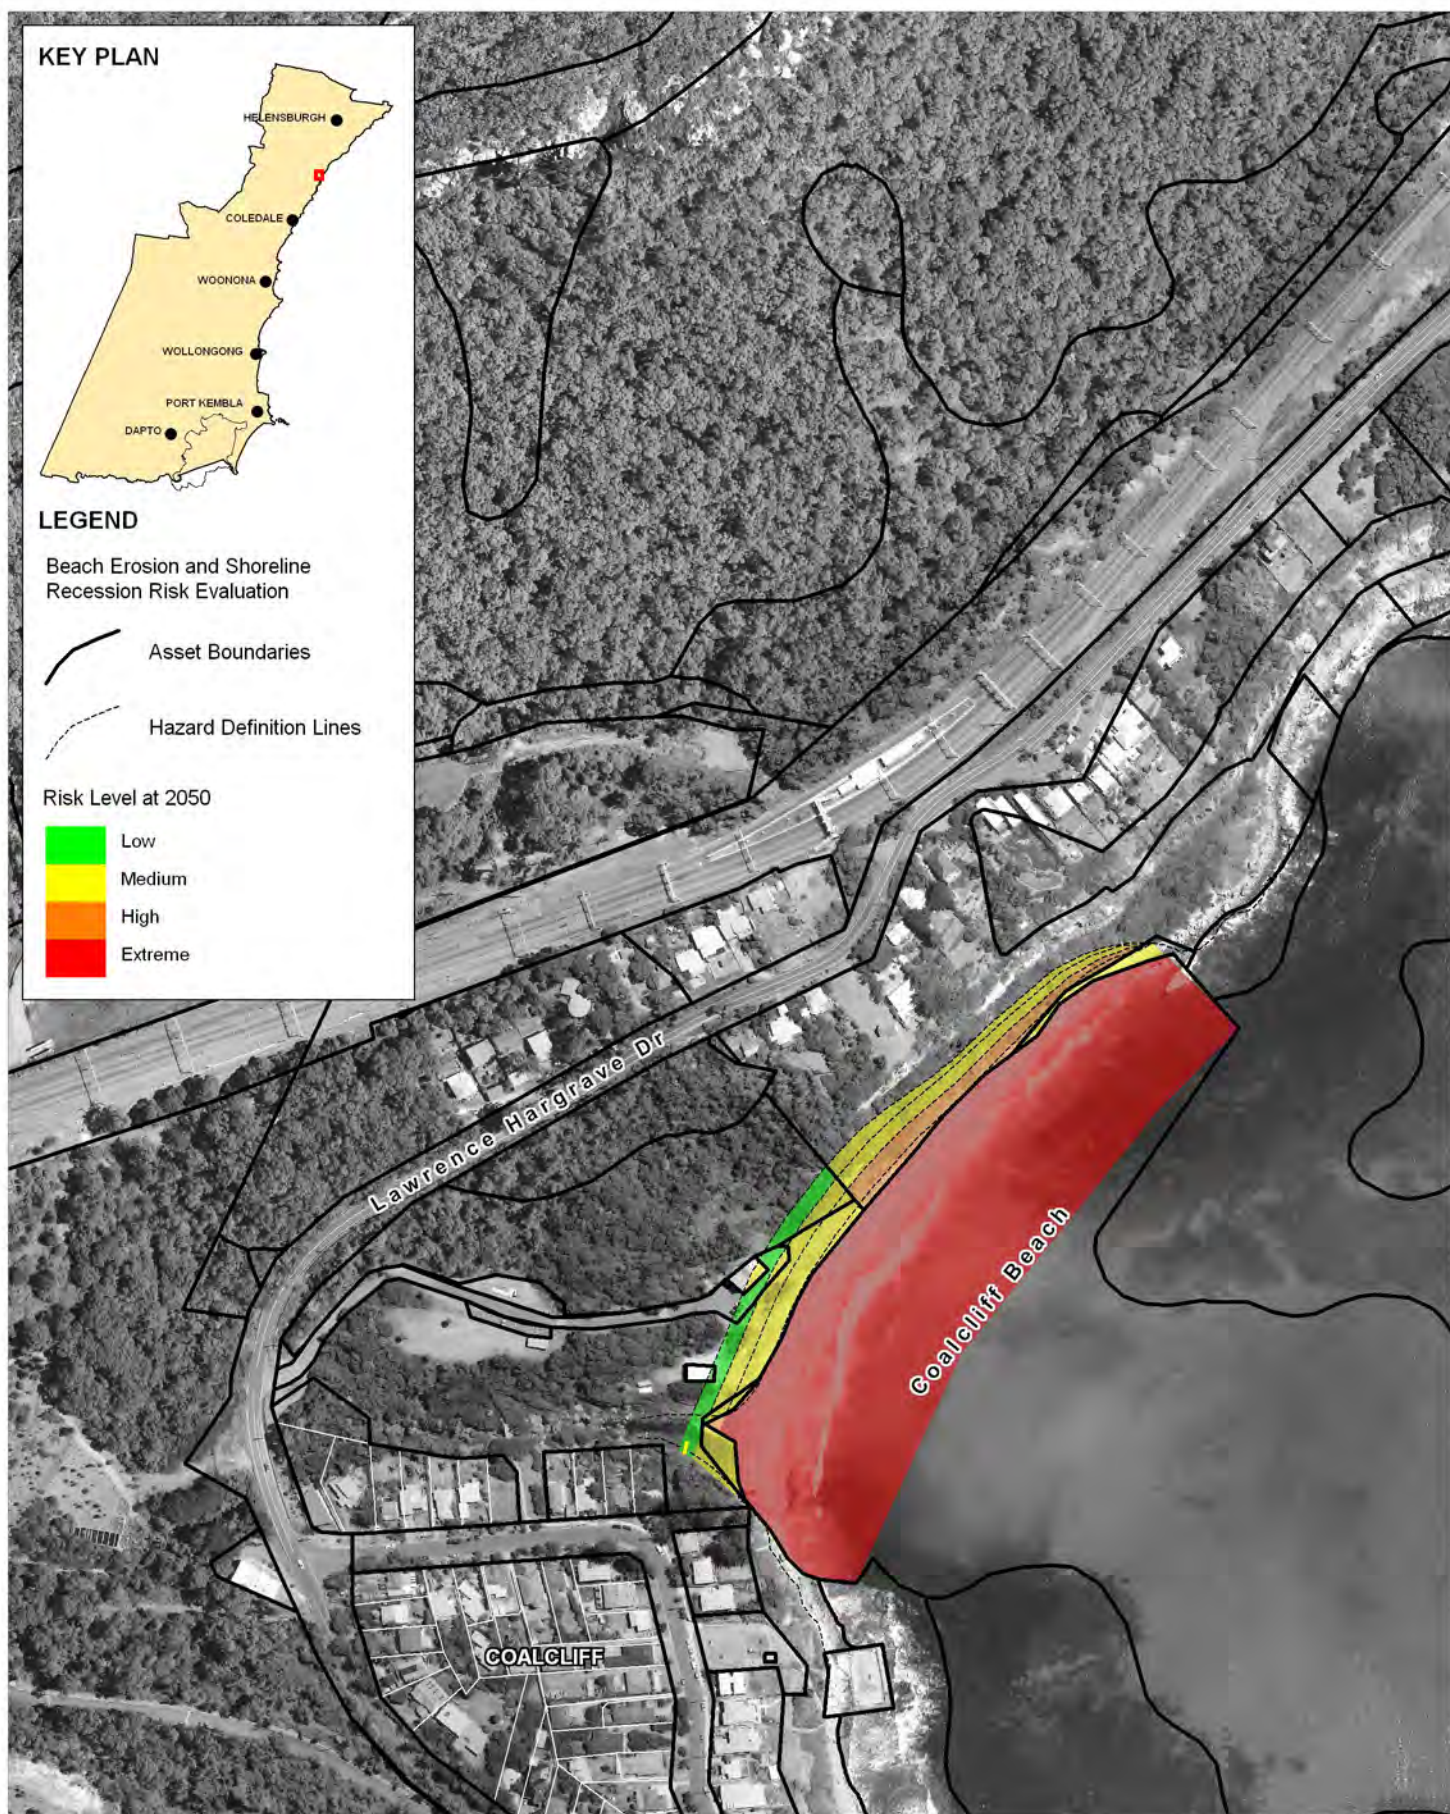 KEY PLAN
HELENSBURGH
COLEDALE
WOONONA
WOLLONGONG
PORT KEMBLA
DAPTO
LEGEND
Beach Erosion and Shoreline
Recession Risk Evaluation
Asset Boundaries
Hazard Definition Lines
Risk Level at 2050
Low
Medium
High
Extreme
Lawrence Hargrave Dr
Coalcliff Beach
COALCLIFF